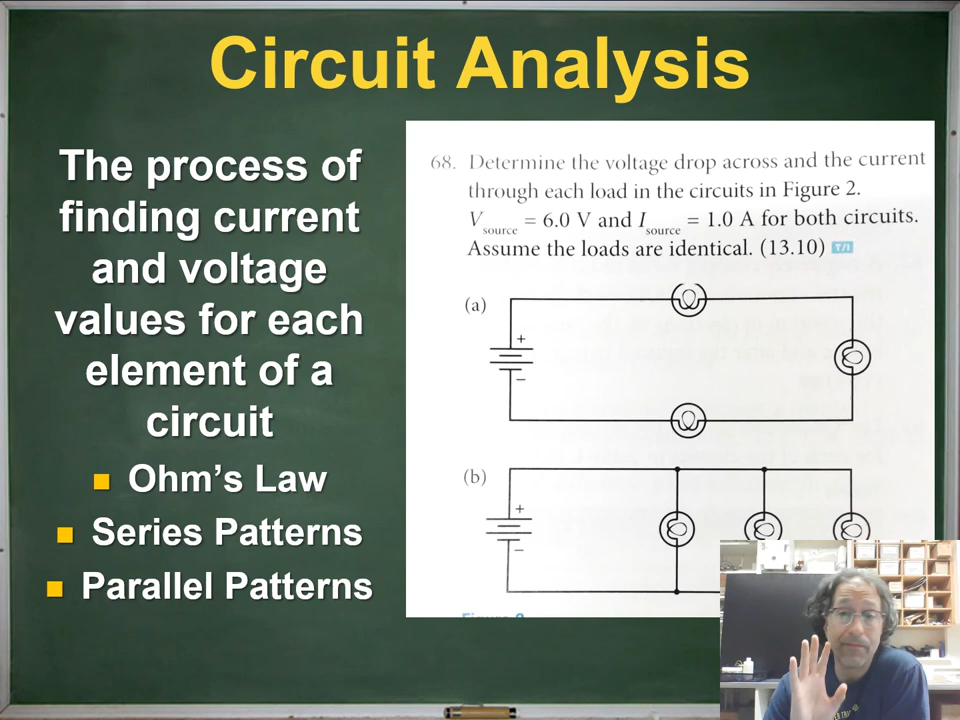 Circuit Analysis
The process of
finding current
and voltage
values for each
element of a
circuit
Ohm's Law
Series Patterns
Parallel Patterns
68. Determine the voltage drop across and the current
through each load in the circuits in Figure 2.
V source = 6.0 V and I source = 1.0 A for both circuits.
Assume the loads are identical. (13.10) T/I
(a)
+
−
(b)
+
−